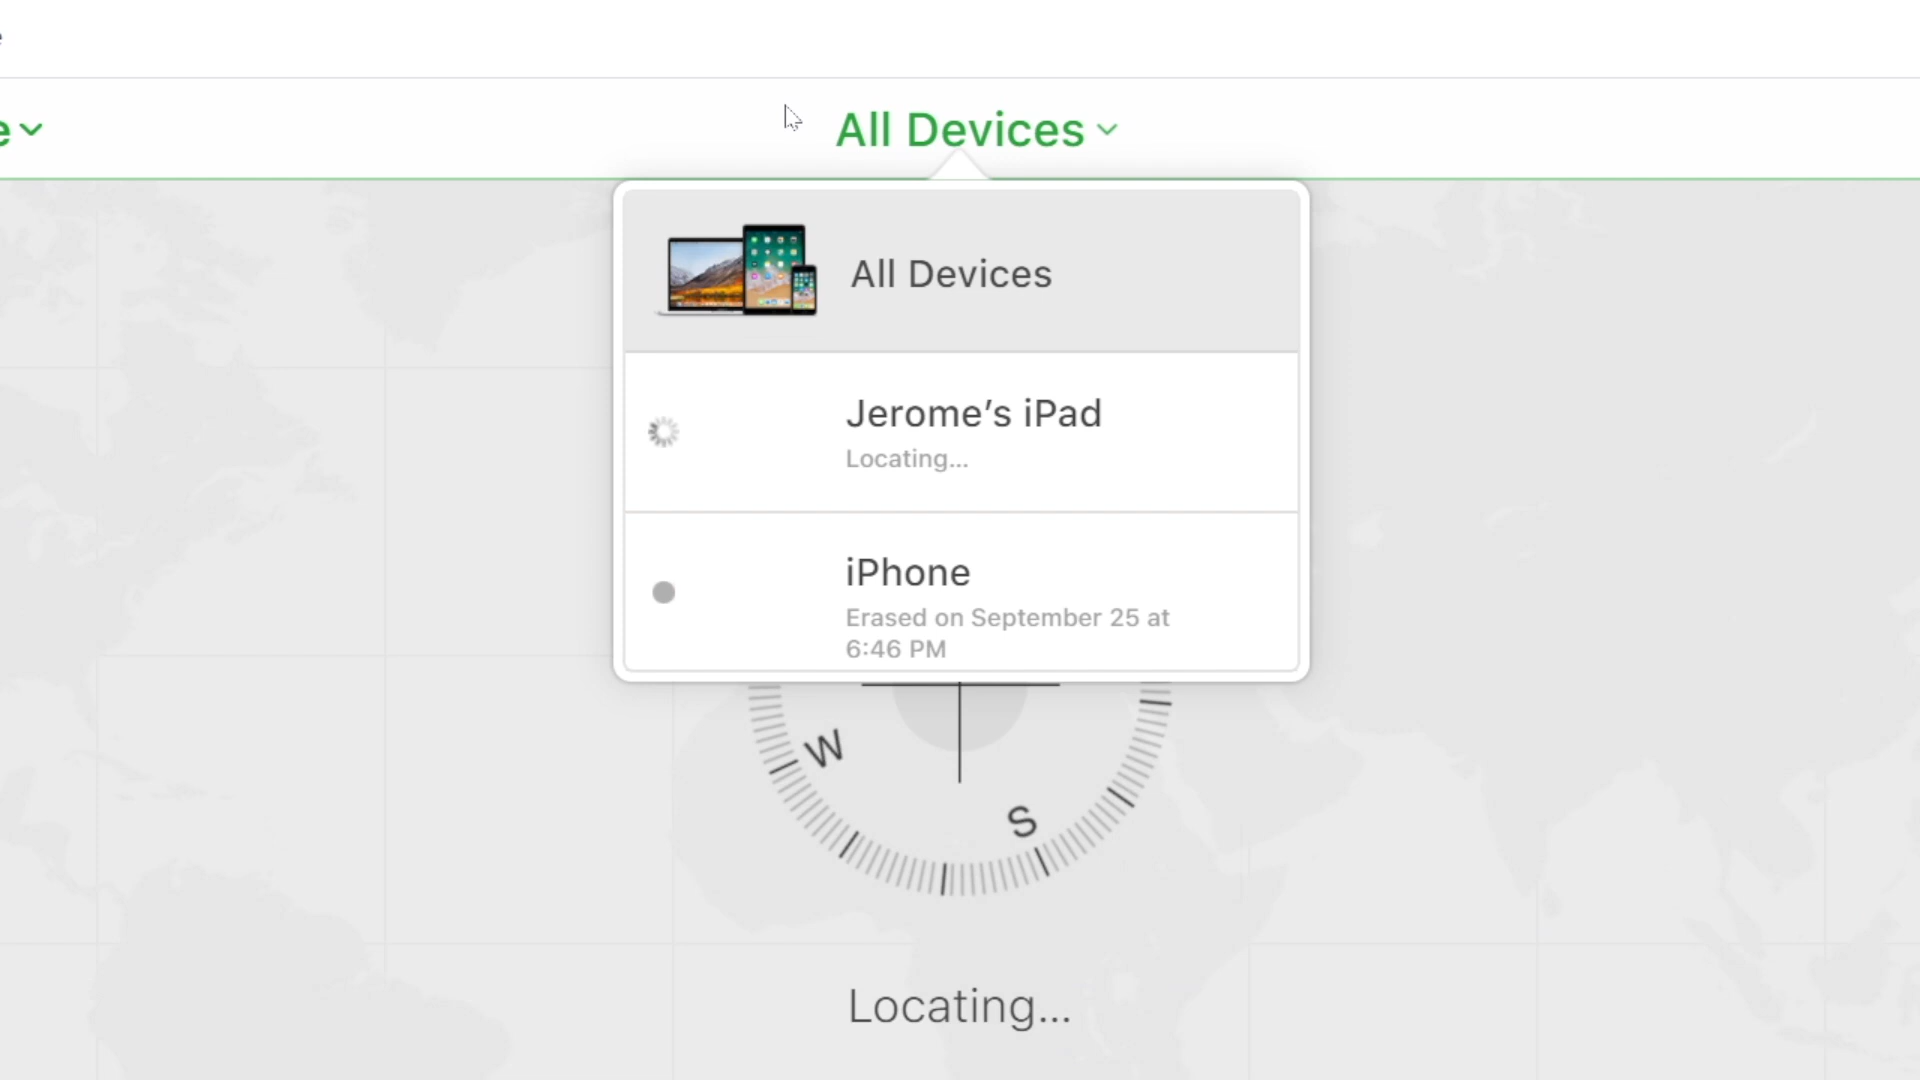 e
e
All Devices
All Devices
Jerome’s iPad
Locating...
iPhone
Erased on September 25 at
6:46 PM
W
S
Locating...